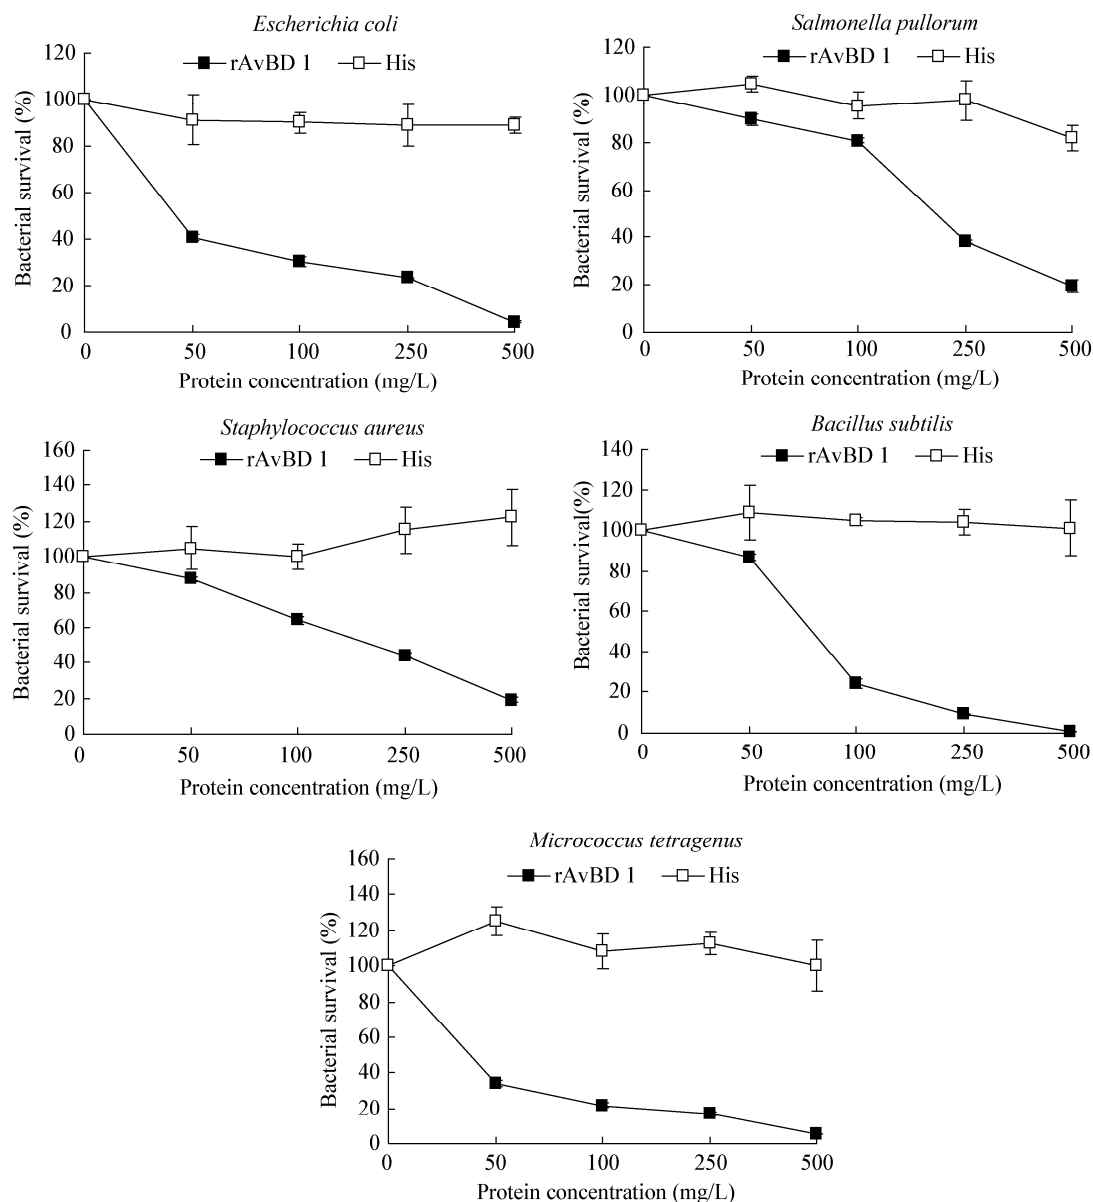 Escherichia coli
rAvBD 1 His
Bacterial survival (%)
120
100
80
60
40
20
0
0 50 100 250 500
Protein concentration (mg/L)
Salmonella pullorum
rAvBD 1 His
Bacterial survival (%)
120
100
80
60
40
20
0
0 50 100 250 500
Protein concentration (mg/L)
Staphylococcus aureus
rAvBD 1 His
Bacterial survival (%)
160
140
120
100
80
60
40
20
0
0 50 100 250 500
Protein concentration (mg/L)
Bacillus subtilis
rAvBD 1 His
Bacterial survival(%)
140
120
100
80
60
40
20
0
0 50 100 250 500
Protein concentration (mg/L)
Micrococcus tetragenus
rAvBD 1 His
Bacterial survival (%)
160
140
120
100
80
60
40
20
0
0 50 100 250 500
Protein concentration (mg/L)